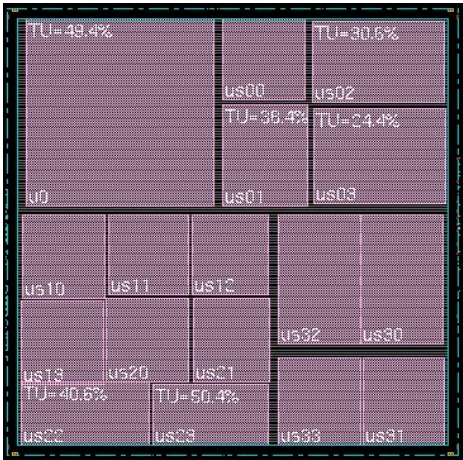 TU=49.4%
TU=30.6%
us00
us02
TU=38.4%
TU=24.4%
u0
us01
us03
us10
us11
us12
us32
us30
us13
us20
us21
TU=40.6%
TU=50.4%
us22
us23
us33
us31